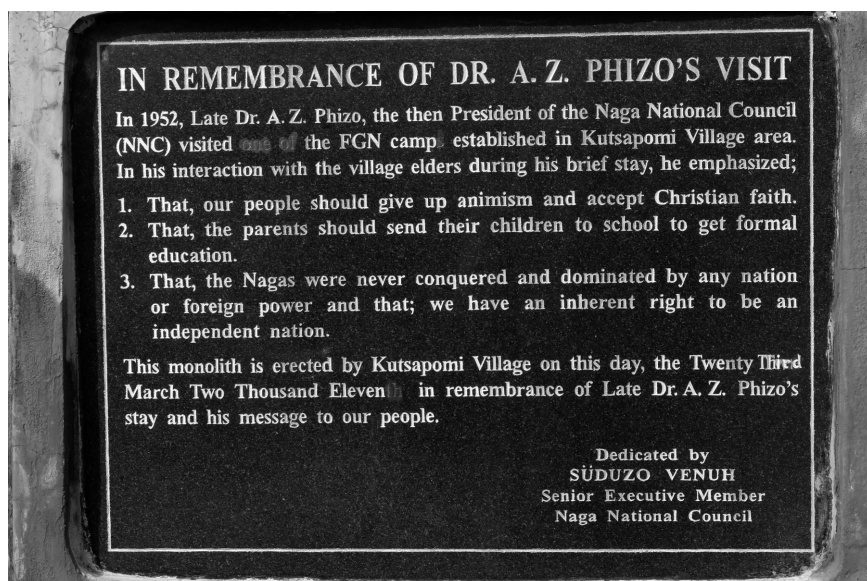 IN REMEMBRANCE OF DR. A. Z. PHIZO'S VISIT
In 1952, Late Dr. A. Z. Phizo, the then President of the Naga National Council
(NNC) visited one of the FGN camp established in Kutsapomi Village area.
In his interaction with the village elders during his brief stay, he emphasized;
1. That, our people should give up animism and accept Christian faith.
2. That, the parents should send their children to school to get formal
education.
3. That, the Nagas were never conquered and dominated by any nation
or foreign power and that; we have an inherent right to be an
independent nation.
This monolith is erected by Kutsapomi Village on this day, the Twenty Third
March Two Thousand Eleven in remembrance of Late Dr. A. Z. Phizo's
stay and his message to our people.
Dedicated by
SÜDUZO VENUH
Senior Executive Member
Naga National Council